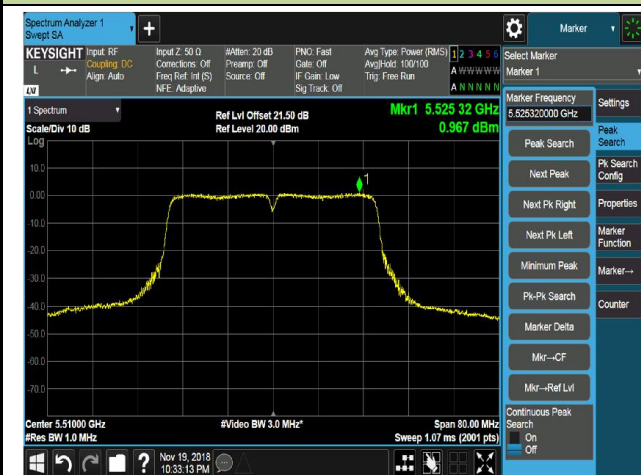 Spectrum Analyzer 1
Swept SA
+
Marker
KEYSIGHT
L
LXI
Input: RF
Coupling: DC
Align: Auto
Input Z: 50 Ω
Corrections: Off
Freq Ref: Int (S)
NFE: Adaptive
#Atten: 20 dB
Preamp: Off
Source: Off
PNO: Fast
Gate: Off
IF Gain: Low
Sig Track: Off
Avg Type: Power (RMS)
Avg|Hold: 100/100
Trig: Free Run
1 2 3 4 5 6
A W W W W W
A N N N N N
Select Marker
Marker 1
1 Spectrum
Scale/Div 10 dB
Log
Ref Lvl Offset 21.50 dB
Ref Level 20.00 dBm
Mkr1 5.525 32 GHz
0.967 dBm
10.0
0.00
-10.0
-20.0
-30.0
-40.0
-50.0
-60.0
-70.0
1
Center 5.51000 GHz
#Res BW 1.0 MHz
#Video BW 3.0 MHz*
Span 80.00 MHz
Sweep 1.07 ms (2001 pts)
Marker Frequency
5.525320000 GHz
Peak Search
Next Peak
Next Pk Right
Next Pk Left
Minimum Peak
Pk-Pk Search
Marker Delta
Mkr→CF
Mkr→Ref Lvl
Continuous Peak
Search
On
Off
Settings
Peak
Search
Pk Search
Config
Properties
Marker
Function
Marker→
Counter
?
Nov 19, 2018
10:33:13 PM